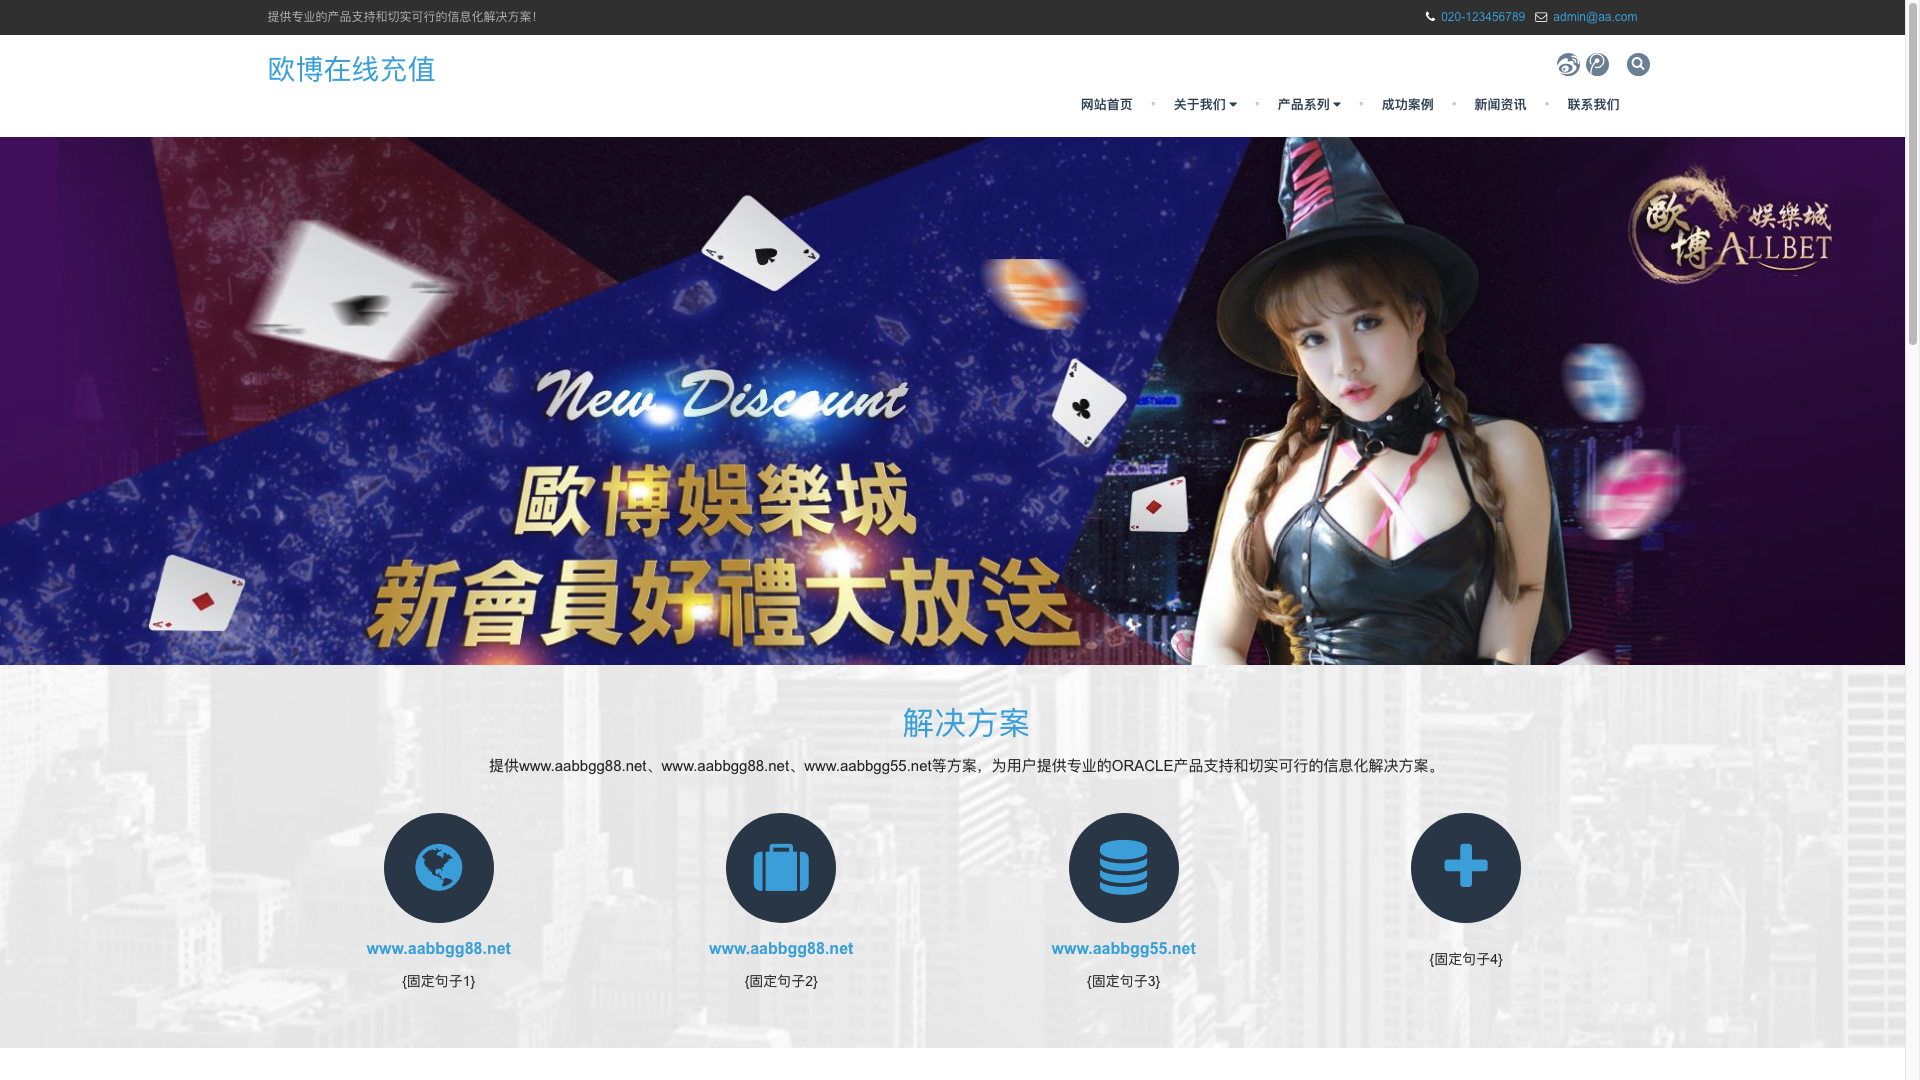 提供专业的产品支持和切实可行的信息化解决方案！
020-123456789 admin@aa.com
欧博在线充值
网站首页 • 关于我们 • 产品系列 • 成功案例 • 新闻资讯 • 联系我们
歐博 娛樂城
ALLBET
New Discount
歐博娛樂城
新會員好禮大放送
解决方案
提供www.aabbgg88.net、www.aabbgg88.net、www.aabbgg55.net等方案，为用户提供专业的ORACLE产品支持和切实可行的信息化解决方案。
www.aabbgg88.net
{固定句子1}
www.aabbgg88.net
{固定句子2}
www.aabbgg55.net
{固定句子3}
{固定句子4}